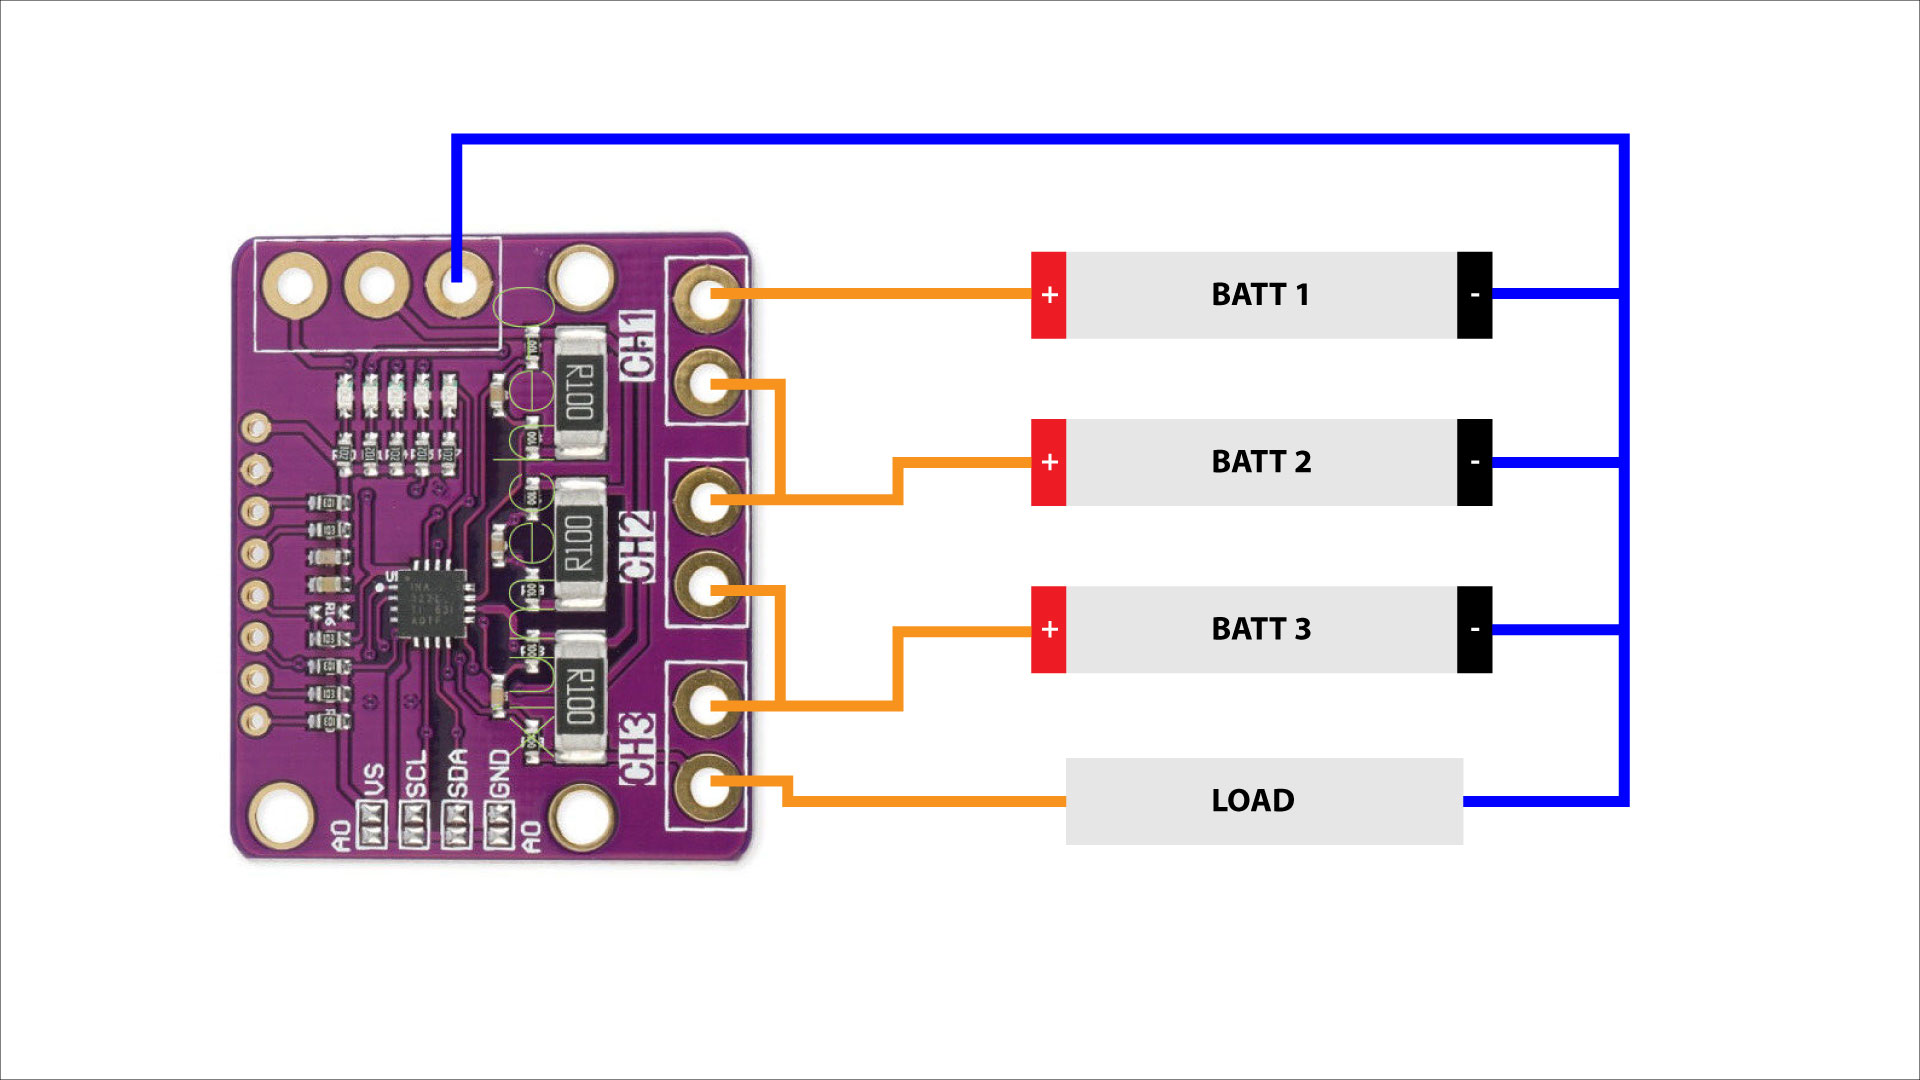 BATT 1
+
-
BATT 2
+
-
BATT 3
+
-
LOAD
CH1
CH2
CH3
R100
R100
R100
VS
SCL
SDA
GND
A0
A0
R16